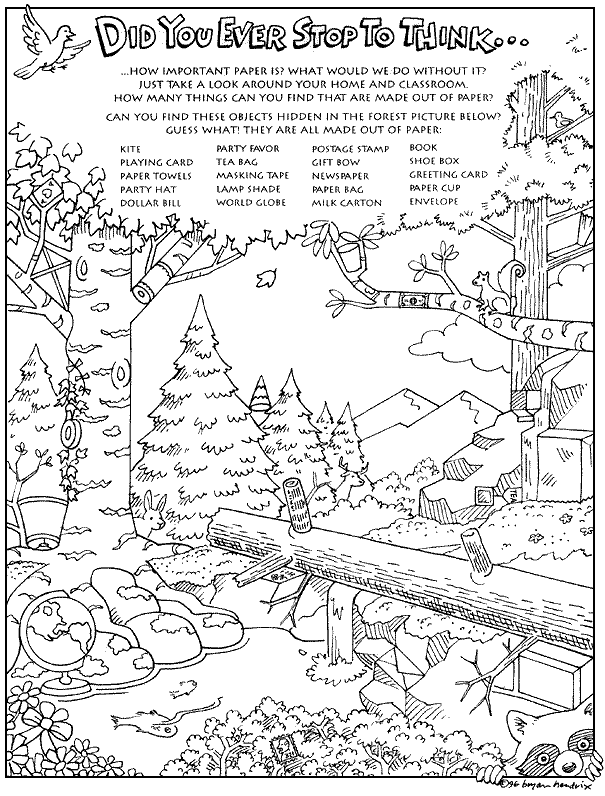 DID YOU EVER STOP TO THINK...
...HOW IMPORTANT PAPER IS? WHAT WOULD WE DO WITHOUT IT?
JUST TAKE A LOOK AROUND YOUR HOME AND CLASSROOM.
HOW MANY THINGS CAN YOU FIND THAT ARE MADE OUT OF PAPER?
CAN YOU FIND THESE OBJECTS HIDDEN IN THE FOREST PICTURE BELOW?
GUESS WHAT! THEY ARE ALL MADE OUT OF PAPER:
KITE PARTY FAVOR POSTAGE STAMP BOOK
PLAYING CARD TEA BAG GIFT BOW SHOE BOX
PAPER TOWELS MASKING TAPE NEWSPAPER GREETING CARD
PARTY HAT LAMP SHADE PAPER BAG PAPER CUP
DOLLAR BILL WORLD GLOBE MILK CARTON ENVELOPE
©96 bryan hendrix